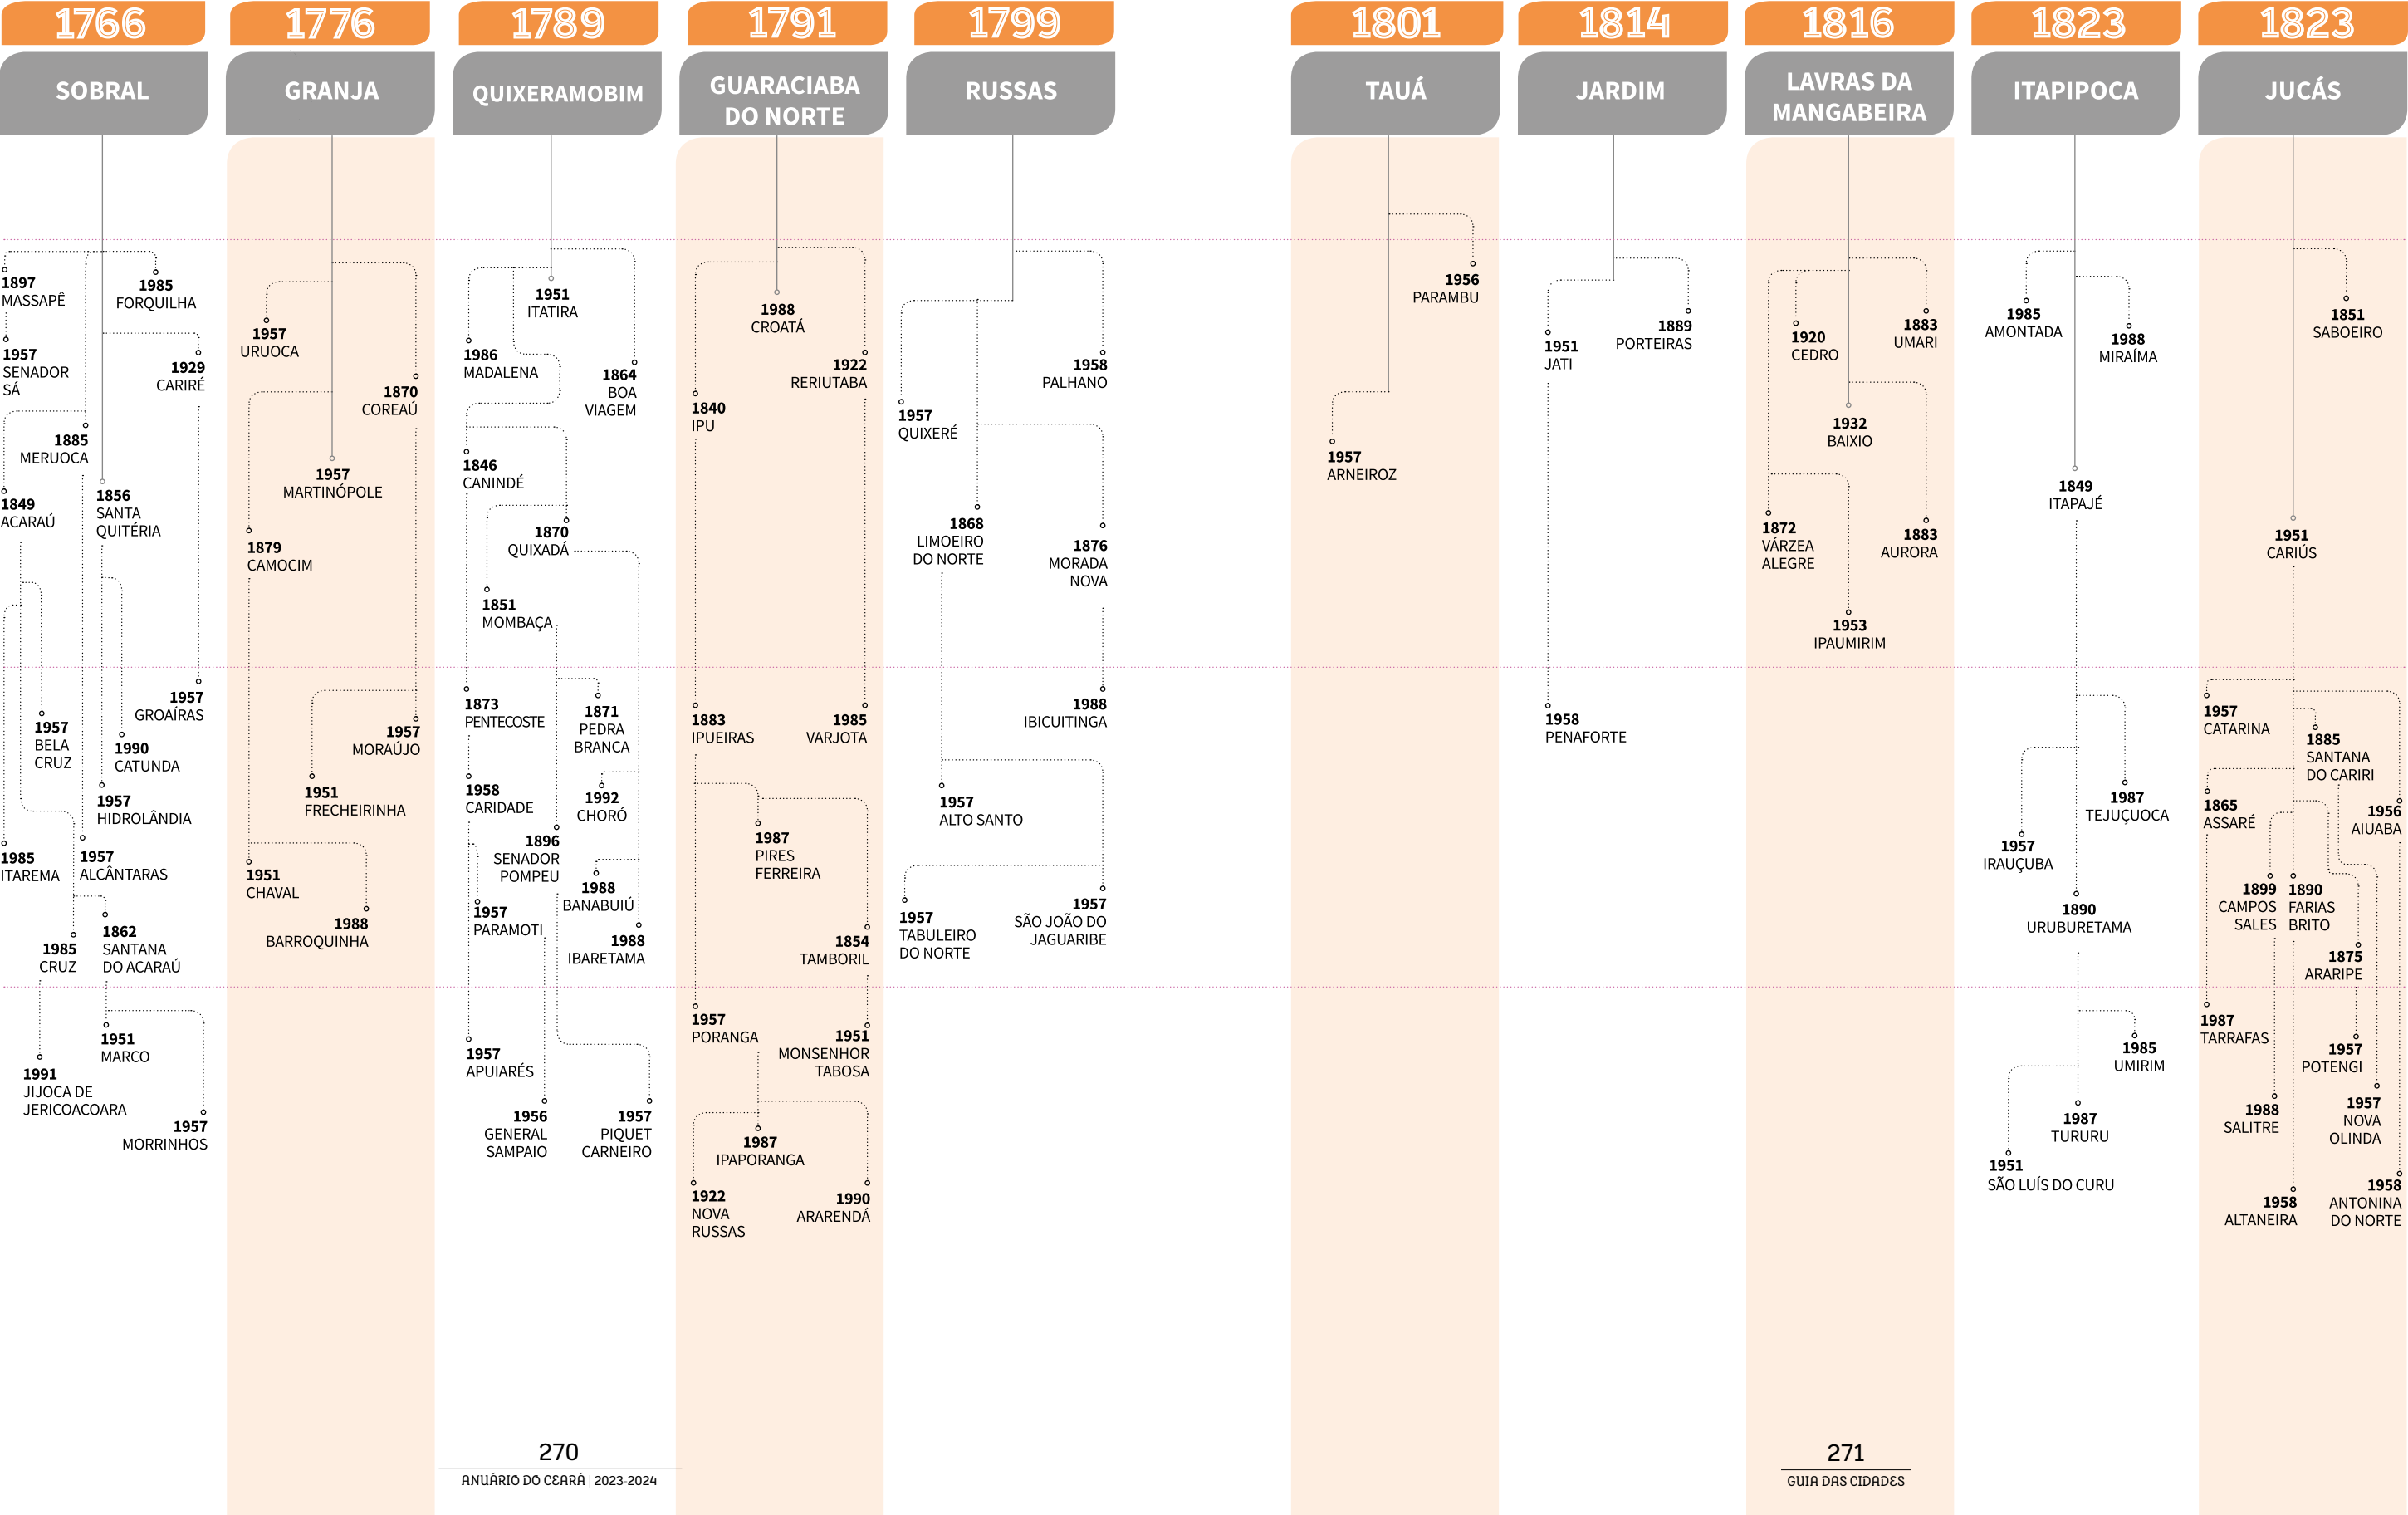 1766
SOBRAL
1897
MASSAPÊ
1985
FORQUILHA
1957
SENADOR
SÁ
1929
CARIRÉ
1885
MERUOCA
1849
ACARAÚ
1856
SANTA
QUITÉRIA
1957
GROAÍRAS
1957
BELA
CRUZ
1990
CATUNDA
1957
HIDROLÂNDIA
1985
ITAREMA
1957
ALCÂNTARAS
1985
CRUZ
1862
SANTANA
DO ACARAÚ
1951
MARCO
1991
JIJOCA DE
JERICOACOARA
1957
MORRINHOS
1776
GRANJA
1957
URUOCA
1870
COREAÚ
1957
MARTINÓPOLE
1879
CAMOCIM
1957
MORAÚJO
1951
FRECHEIRINHA
1951
CHAVAL
1988
BARROQUINHA
1789
QUIXERAMOBIM
1951
ITATIRA
1986
MADALENA
1864
BOA
VIAGEM
1846
CANINDÉ
1870
QUIXADÁ
1851
MOMBAÇA
1873
PENTECOSTE
1871
PEDRA
BRANCA
1958
CARIDADE
1992
CHORÓ
1896
SENADOR
POMPEU
1988
BANABUIÚ
1957
PARAMOTI
1988
IBARETAMA
1957
APUIARÉS
1956
GENERAL
SAMPAIO
1957
PIQUET
CARNEIRO
1791
GUARACIABA
DO NORTE
1988
CROATÁ
1922
RERIUTABA
1840
IPU
1883
IPUEIRAS
1985
VARJOTA
1987
PIRES
FERREIRA
1854
TAMBORIL
1957
PORANGA
1951
MONSENHOR
TABOSA
1987
IPAPORANGA
1922
NOVA
RUSSAS
1990
ARARENDÁ
1799
RUSSAS
1958
PALHANO
1957
QUIXERÉ
1868
LIMOEIRO
DO NORTE
1876
MORADA
NOVA
1988
IBICUITINGA
1957
ALTO SANTO
1957
TABULEIRO
DO NORTE
1957
SÃO JOÃO DO
JAGUARIBE
270
ANUÁRIO DO CEARÁ | 2023-2024
1801
TAUÁ
1956
PARAMBU
1957
ARNEIROZ
1814
JARDIM
1889
PORTEIRAS
1951
JATI
1958
PENAFORTE
1816
LAVRAS DA
MANGABEIRA
1920
CEDRO
1883
UMARI
1932
BAIXIO
1872
VÁRZEA
ALEGRE
1883
AURORA
1953
IPAUMIRIM
1823
ITAPIPOCA
1985
AMONTADA
1988
MIRAÍMA
1849
ITAPAJÉ
1987
TEJUÇUOCA
1957
IRAUÇUBA
1890
URUBURETAMA
1985
UMIRIM
1987
TURURU
1951
SÃO LUÍS DO CURU
1823
JUCÁS
1851
SABOEIRO
1951
CARIÚS
1957
CATARINA
1885
SANTANA
DO CARIRI
1865
ASSARÉ
1956
AIUABA
1899
CAMPOS
SALES
1890
FARIAS
BRITO
1875
ARARIPE
1987
TARRAFAS
1957
POTENGI
1988
SALITRE
1957
NOVA
OLINDA
1958
ALTANEIRA
1958
ANTONINA
DO NORTE
271
GUIA DAS CIDADES